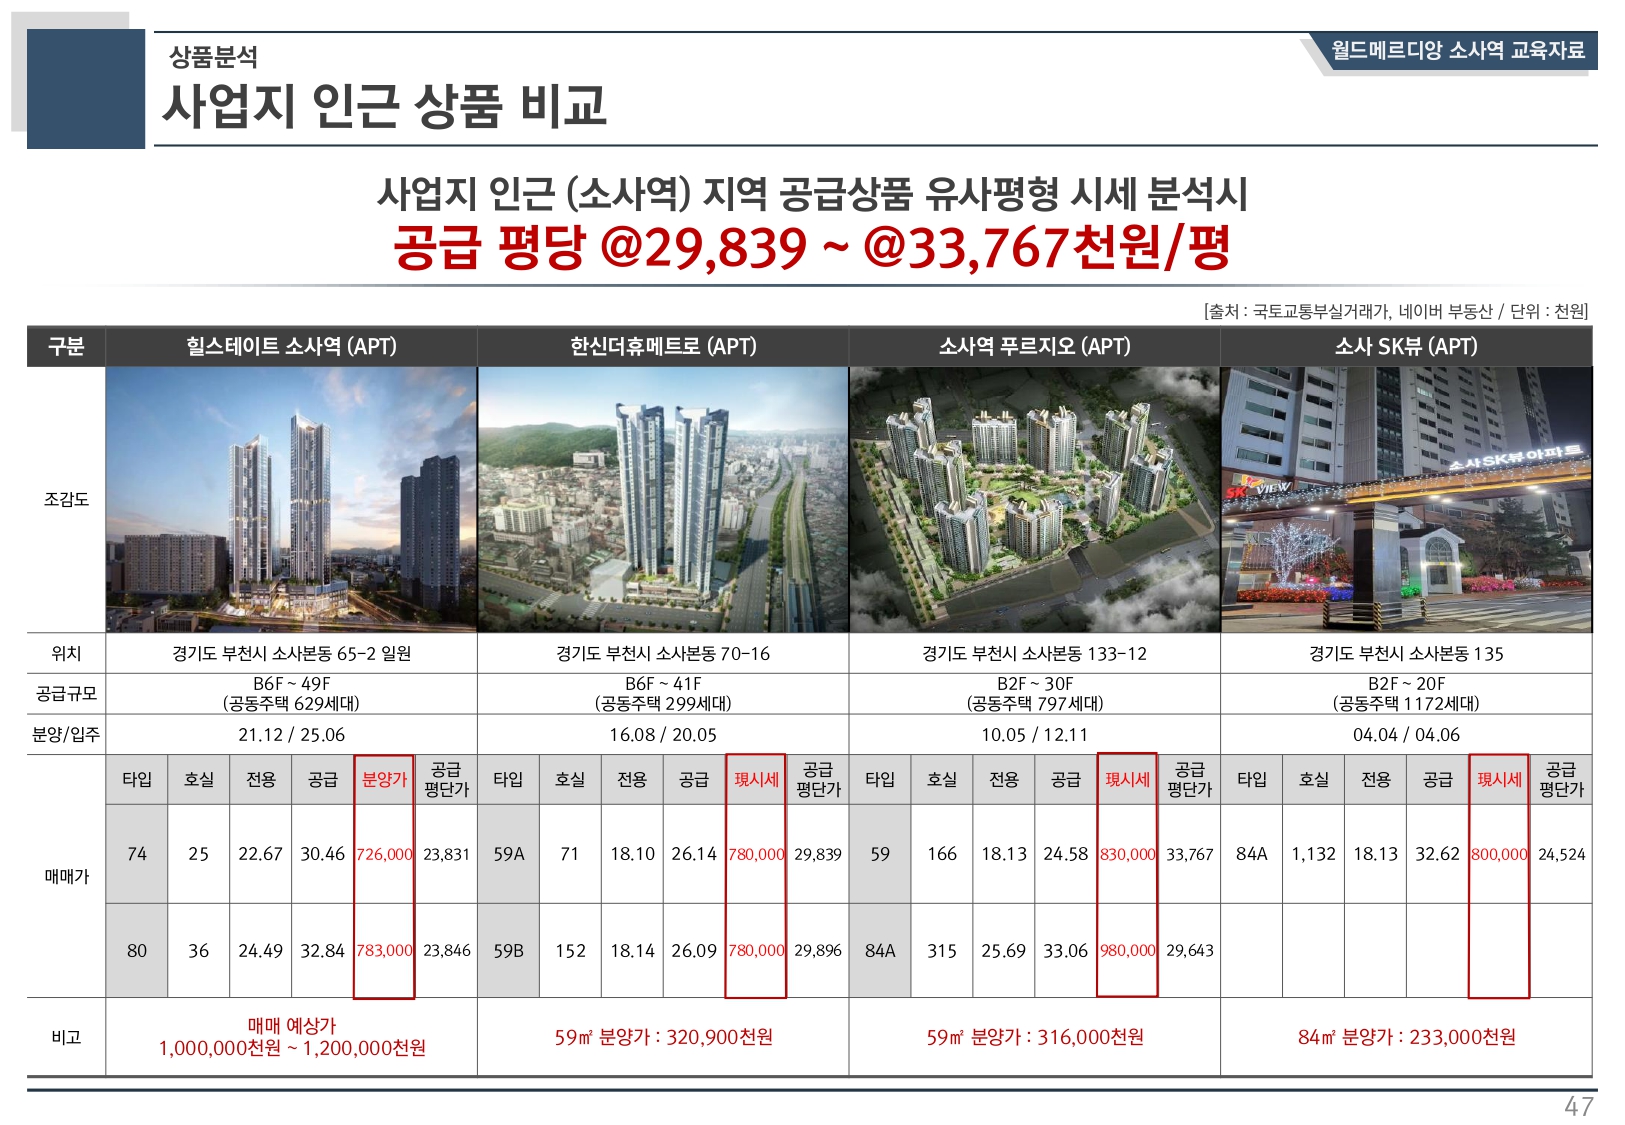 상품분석
사업지 인근 상품 비교
월드메르디앙 소사역 교육자료
사업지 인근 (소사역) 지역 공급상품 유사평형 시세 분석시
공급 평당 @29,839 ~ @33,767천원/평
[출처 : 국토교통부실거래가, 네이버 부동산 / 단위 : 천원]
구분 힐스테이트 소사역 (APT) 한신더휴메트로 (APT) 소사역 푸르지오 (APT) 소사 SK뷰 (APT)
조감도
소사SK뷰아파트
SK VIEW
위치 경기도 부천시 소사본동 65-2 일원 경기도 부천시 소사본동 70-16 경기도 부천시 소사본동 133-12 경기도 부천시 소사본동 135
공급규모 B6F ~ 49F (공동주택 629세대) B6F ~ 41F (공동주택 299세대) B2F ~ 30F (공동주택 797세대) B2F ~ 20F (공동주택 1172세대)
분양/입주 21.12 / 25.06 16.08 / 20.05 10.05 / 12.11 04.04 / 04.06
타입 호실 전용 공급 분양가 공급 평단가 타입 호실 전용 공급 現시세 공급 평단가 타입 호실 전용 공급 現시세 공급 평단가 타입 호실 전용 공급 現시세 공급 평단가
매매가
74 25 22.67 30.46 726,000 23,831 59A 71 18.10 26.14 780,000 29,839 59 166 18.13 24.58 830,000 33,767 84A 1,132 18.13 32.62 800,000 24,524
80 36 24.49 32.84 783,000 23,846 59B 152 18.14 26.09 780,000 29,896 84A 315 25.69 33.06 980,000 29,643
비고 매매 예상가 1,000,000천원 ~ 1,200,000천원 59㎡ 분양가 : 320,900천원 59㎡ 분양가 : 316,000천원 84㎡ 분양가 : 233,000천원
47